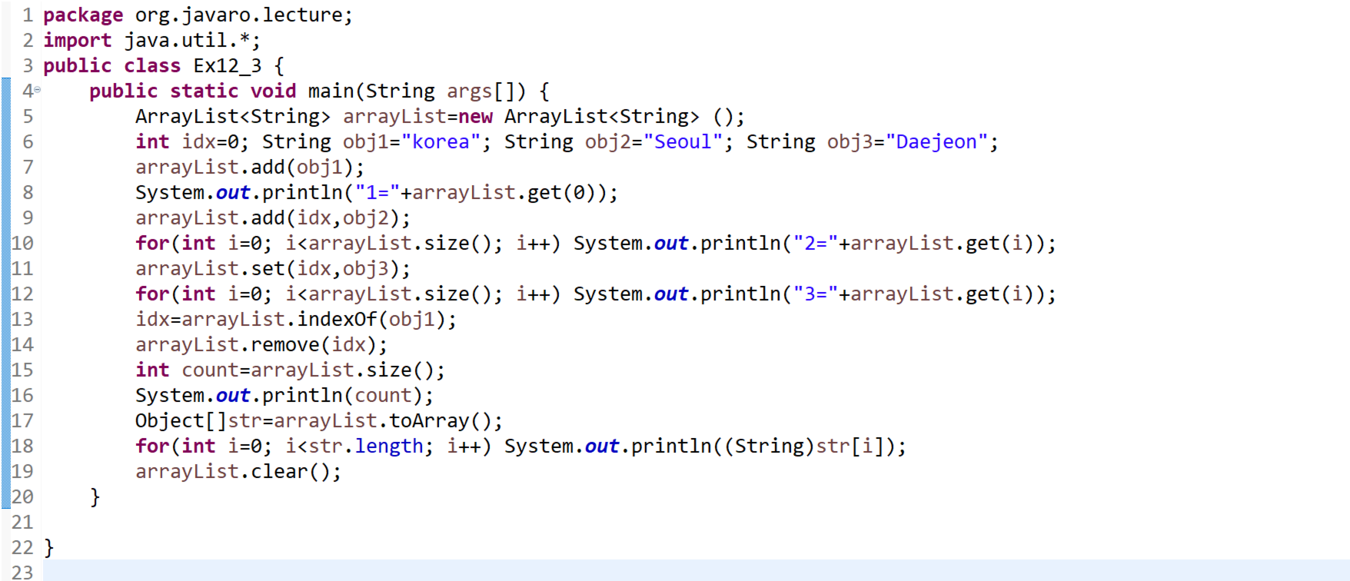 1 package org.javaro.lecture;
2 import java.util.*;
3 public class Ex12_3 {
4 public static void main(String args[]) {
5 ArrayList<String> arrayList=new ArrayList<String> ();
6 int idx=0; String obj1="korea"; String obj2="Seoul"; String obj3="Daejeon";
7 arrayList.add(obj1);
8 System.out.println("1="+arrayList.get(0));
9 arrayList.add(idx,obj2);
10 for(int i=0; i<arrayList.size(); i++) System.out.println("2="+arrayList.get(i));
11 arrayList.set(idx,obj3);
12 for(int i=0; i<arrayList.size(); i++) System.out.println("3="+arrayList.get(i));
13 idx=arrayList.indexOf(obj1);
14 arrayList.remove(idx);
15 int count=arrayList.size();
16 System.out.println(count);
17 Object[]str=arrayList.toArray();
18 for(int i=0; i<str.length; i++) System.out.println((String)str[i]);
19 arrayList.clear();
20 }
21
22 }
23